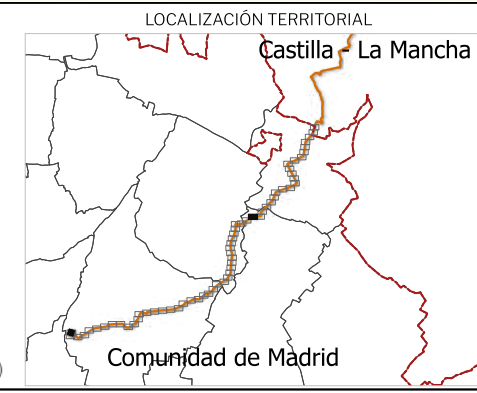 LOCALIZACIÓN TERRITORIAL
Castilla - La Mancha
Comunidad de Madrid